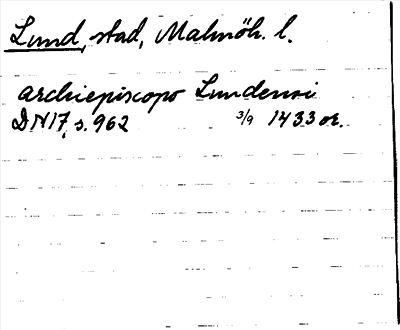 Lund, stad, Malmöh. l.
archiepiscopo Lundensi
DN17, s. 962 3/9 1433 or.